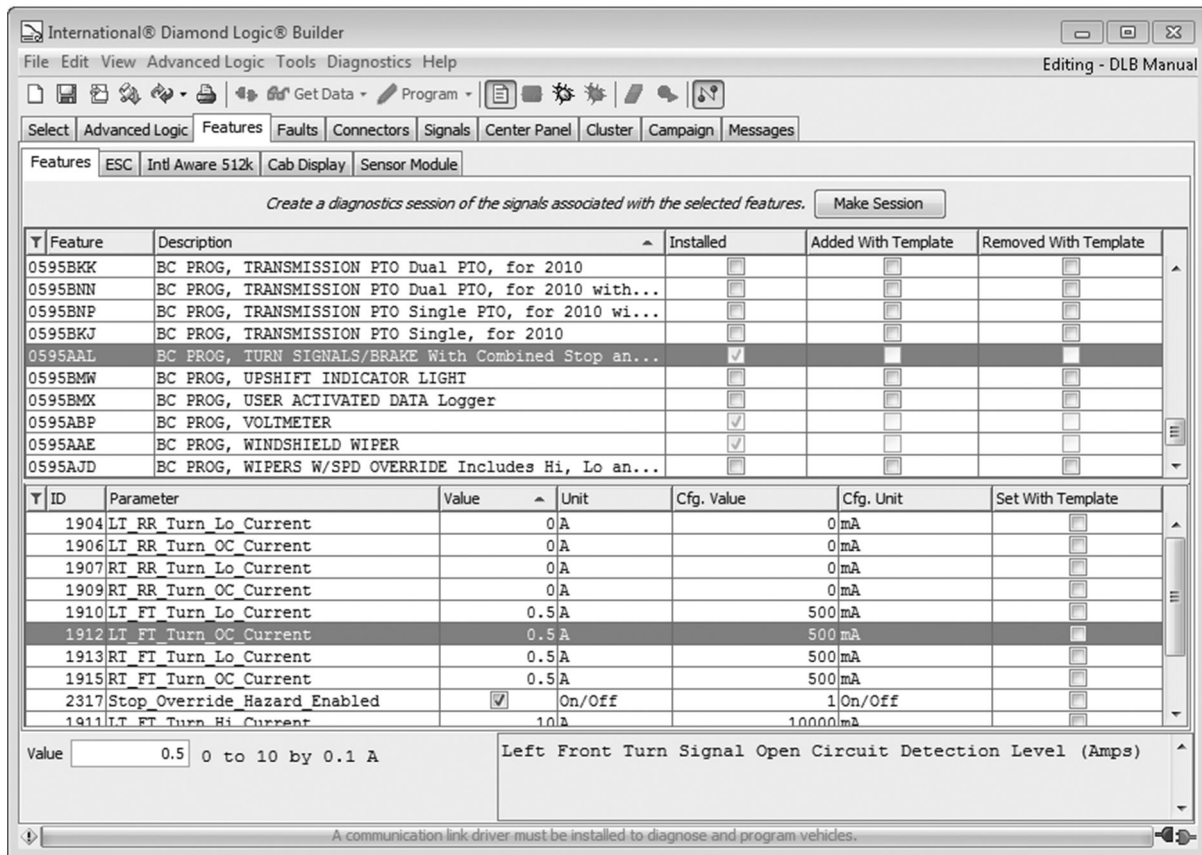 International® Diamond Logic® Builder
File Edit View Advanced Logic Tools Diagnostics Help Editing - DLB Manual
Get Data Program
Select Advanced Logic Features Faults Connectors Signals Center Panel Cluster Campaign Messages
Features ESC Intl Aware 512k Cab Display Sensor Module
Create a diagnostics session of the signals associated with the selected features. Make Session
Feature Description Installed Added With Template Removed With Template
0595BKK BC PROG, TRANSMISSION PTO Dual PTO, for 2010
0595BNN BC PROG, TRANSMISSION PTO Dual PTO, for 2010 with...
0595BNP BC PROG, TRANSMISSION PTO Single PTO, for 2010 wi...
0595BKJ BC PROG, TRANSMISSION PTO Single, for 2010
0595AAL BC PROG, TURN SIGNALS/BRAKE With Combined Stop an...
0595BMW BC PROG, UPSHIFT INDICATOR LIGHT
0595BMX BC PROG, USER ACTIVATED DATA Logger
0595ABP BC PROG, VOLTMETER
0595AAE BC PROG, WINDSHIELD WIPER
0595AJD BC PROG, WIPERS W/SPD OVERRIDE Includes Hi, Lo an...
ID Parameter Value Unit Cfg. Value Cfg. Unit Set With Template
1904 LT_RR_Turn_Lo_Current 0 A 0 mA
1906 LT_RR_Turn_OC_Current 0 A 0 mA
1907 RT_RR_Turn_Lo_Current 0 A 0 mA
1909 RT_RR_Turn_OC_Current 0 A 0 mA
1910 LT_FT_Turn_Lo_Current 0.5 A 500 mA
1912 LT_FT_Turn_OC_Current 0.5 A 500 mA
1913 RT_FT_Turn_Lo_Current 0.5 A 500 mA
1915 RT_FT_Turn_OC_Current 0.5 A 500 mA
2317 Stop_Override_Hazard_Enabled On/Off 1 On/Off
1911 LT_FT_Turn_Hi_Current 10 A 10000 mA
Value 0.5 0 to 10 by 0.1 A Left Front Turn Signal Open Circuit Detection Level (Amps)
A communication link driver must be installed to diagnose and program vehicles.